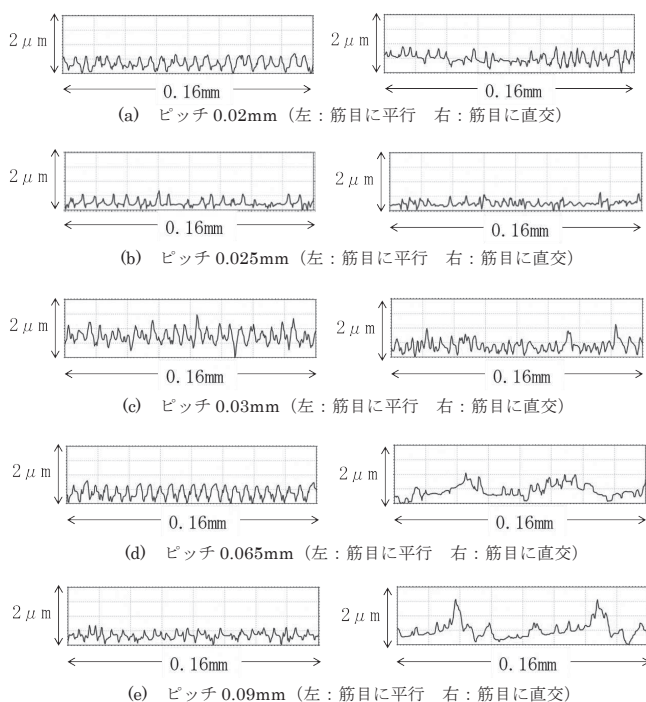 2μm 2μm
0.16mm 0.16mm
(a) ピッチ 0.02mm（左：筋目に平行 右：筋目に直交）
2μm 2μm
0.16mm 0.16mm
(b) ピッチ 0.025mm（左：筋目に平行 右：筋目に直交）
2μm 2μm
0.16mm 0.16mm
(c) ピッチ 0.03mm（左：筋目に平行 右：筋目に直交）
2μm 2μm
0.16mm 0.16mm
(d) ピッチ 0.065mm（左：筋目に平行 右：筋目に直交）
2μm 2μm
0.16mm 0.16mm
(e) ピッチ 0.09mm（左：筋目に平行 右：筋目に直交）